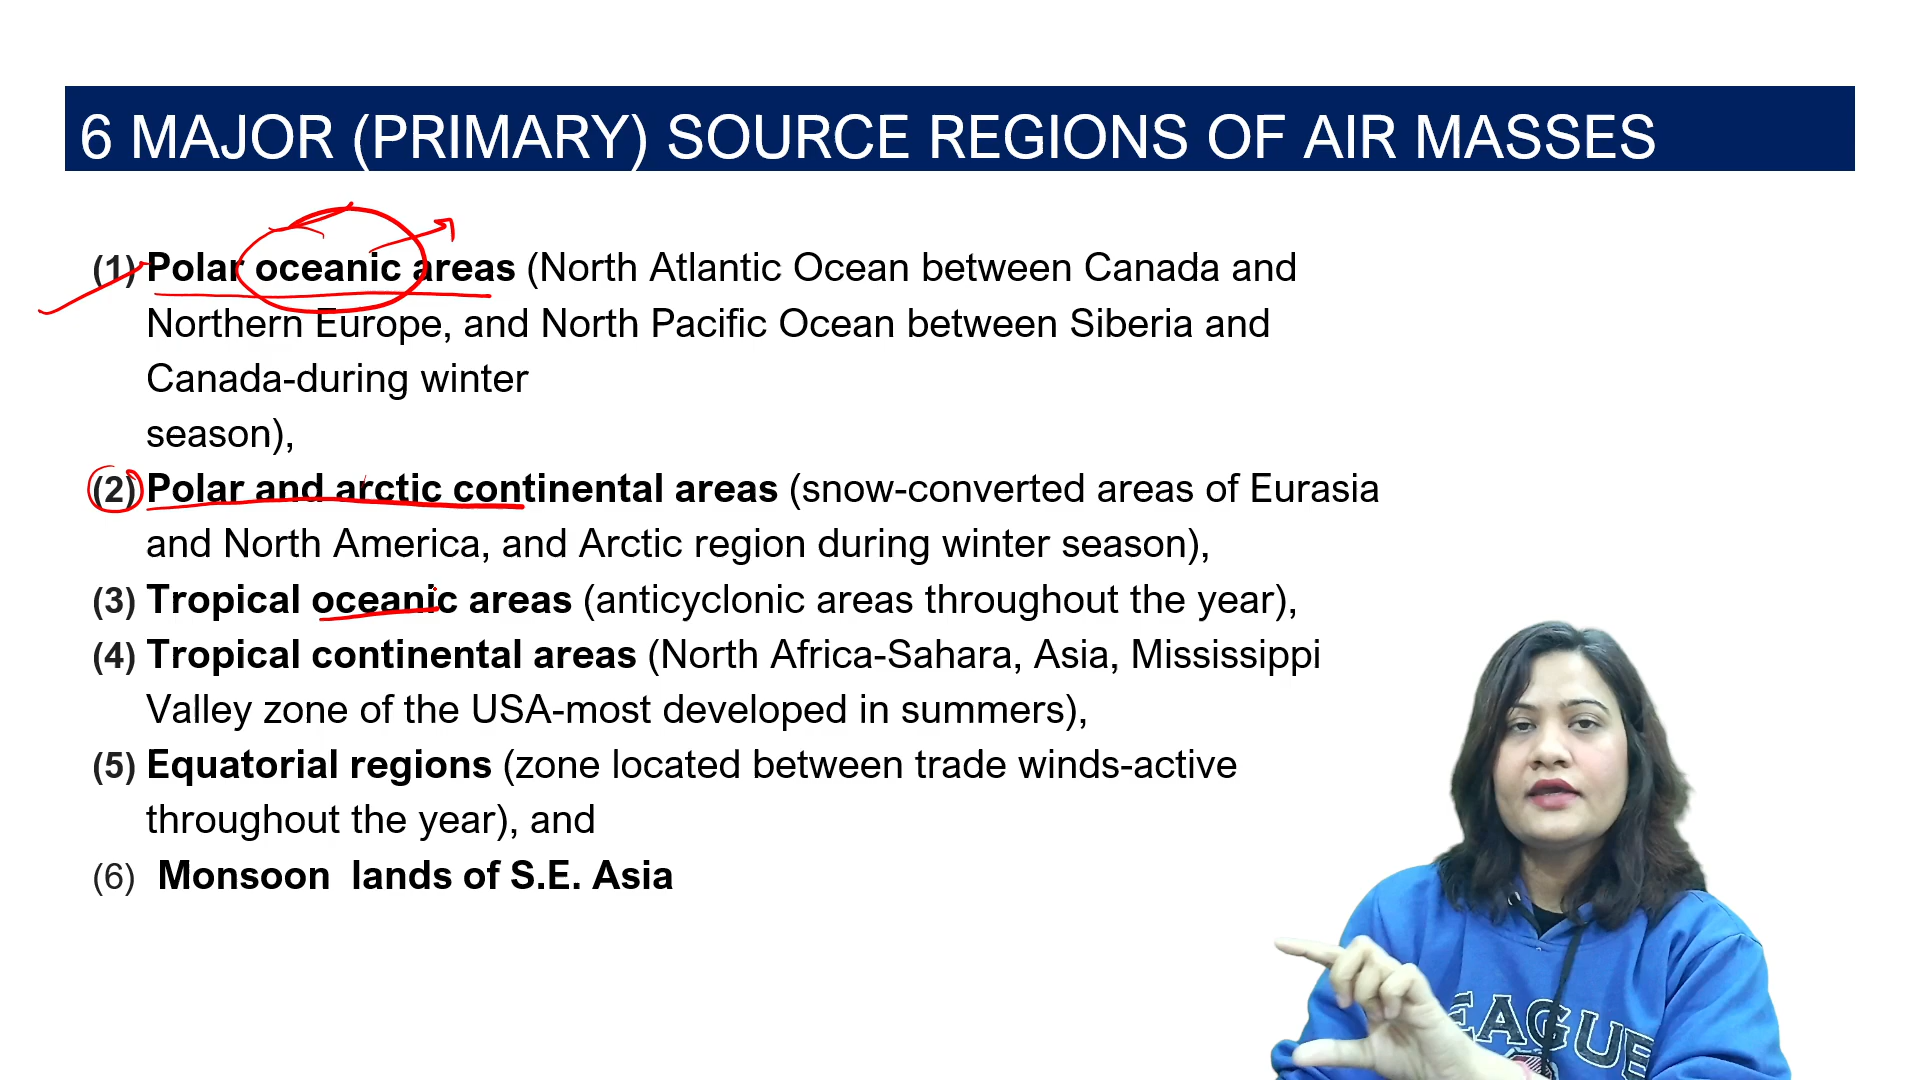 6 MAJOR (PRIMARY) SOURCE REGIONS OF AIR MASSES
(1) Polar oceanic areas (North Atlantic Ocean between Canada and
Northern Europe, and North Pacific Ocean between Siberia and
Canada-during winter
season),
(2) Polar and arctic continental areas (snow-converted areas of Eurasia
and North America, and Arctic region during winter season),
(3) Tropical oceanic areas (anticyclonic areas throughout the year),
(4) Tropical continental areas (North Africa-Sahara, Asia, Mississippi
Valley zone of the USA-most developed in summers),
(5) Equatorial regions (zone located between trade winds-active
throughout the year), and
(6) Monsoon lands of S.E. Asia
EAGUE